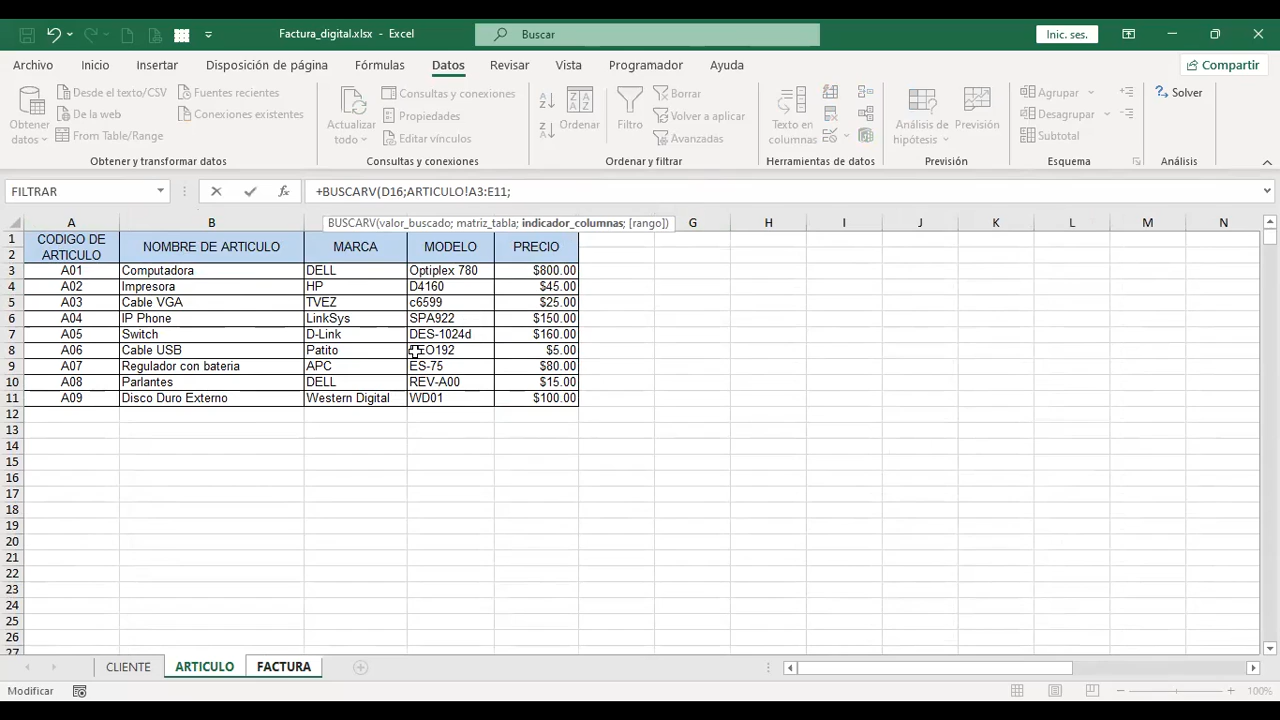 Factura_digital.xlsx - Excel
Buscar
Inic. ses.
Archivo Inicio Insertar Disposición de página Fórmulas Datos Revisar Vista Programador Ayuda
Compartir
Obtener datos
Desde el texto/CSV
De la web
From Table/Range
Fuentes recientes
Conexiones existentes
Obtener y transformar datos
Actualizar todo
Consultas y conexiones
Propiedades
Editar vínculos
Consultas y conexiones
Ordenar
Filtro
Borrar
Volver a aplicar
Avanzadas
Ordenar y filtrar
Texto en columnas
Herramientas de datos
Análisis de hipótesis
Previsión
Previsión
Agrupar
Desagrupar
Subtotal
Esquema
Solver
Análisis
FILTRAR
+BUSCARV(D16;ARTICULO!A3:E11;
BUSCARV(valor_buscado; matriz_tabla; indicador_columnas; [rango])
A B G H I J K L M N
1 CODIGO DE NOMBRE DE ARTICULO MARCA MODELO PRECIO
2 ARTICULO
3 A01 Computadora DELL Optiplex 780 $800.00
4 A02 Impresora HP D4160 $45.00
5 A03 Cable VGA TVEZ c6599 $25.00
6 A04 IP Phone LinkSys SPA922 $150.00
7 A05 Switch D-Link DES-1024d $160.00
8 A06 Cable USB Patito $5.00
9 A07 Regulador con bateria APC ES-75 $80.00
10 A08 Parlantes DELL REV-A00 $15.00
11 A09 Disco Duro Externo Western Digital WD01 $100.00
12
13
14
15
16
17
18
19
20
21
22
23
24
25
26
27
CLIENTE ARTICULO FACTURA
Modificar
100%